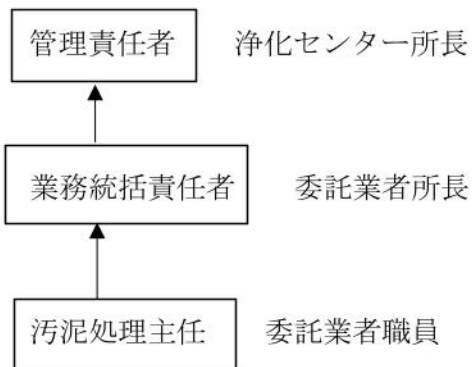 管理責任者 浄化センター所長
業務統括責任者 委託業者所長
汚泥処理主任 委託業者職員